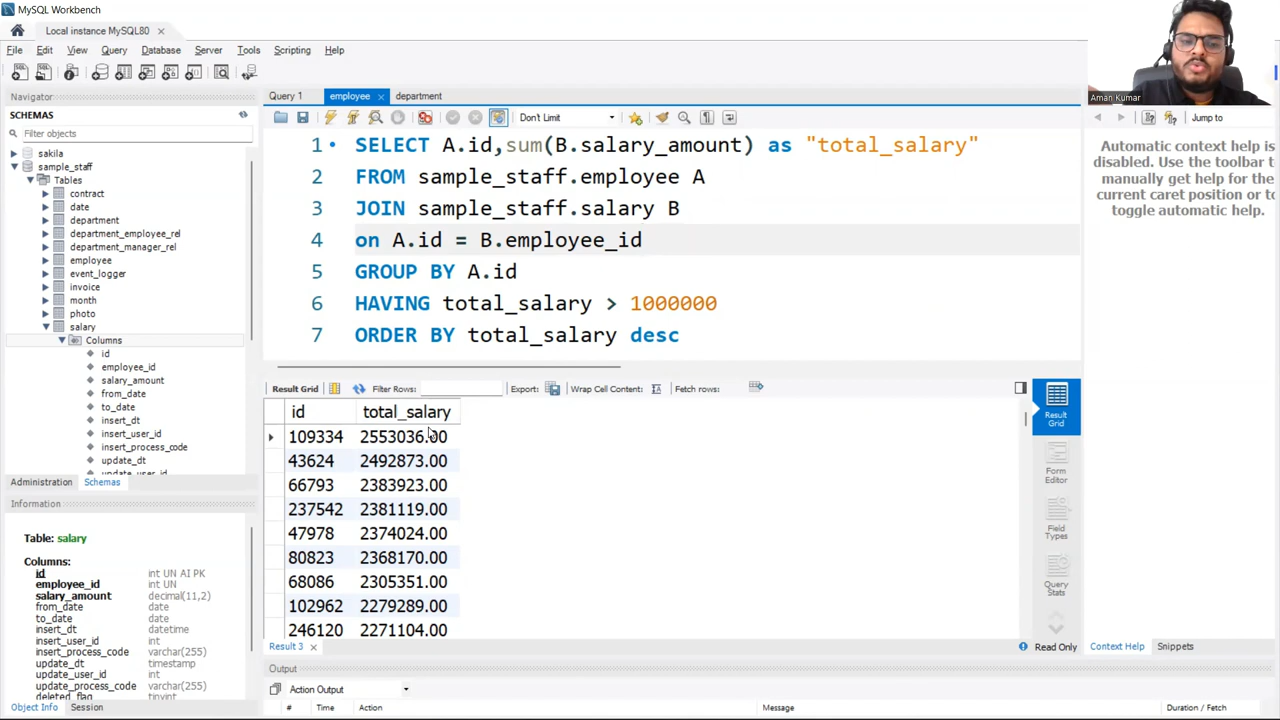 MySQL Workbench
Local instance MySQL80
File Edit View Query Database Server Tools Scripting Help
Aman Kumar
Navigator
SCHEMAS
Filter objects
sakila
sample_staff
Tables
contract
date
department
department_employee_rel
department_manager_rel
employee
event_logger
invoice
month
photo
salary
Columns
id
employee_id
salary_amount
from_date
to_date
insert_dt
insert_user_id
insert_process_code
update_dt
update_user_id
Administration Schemas
Information
Table: salary
Columns:
id int UN AI PK
employee_id int UN
salary_amount decimal(11,2)
from_date date
to_date date
insert_dt datetime
insert_user_id int
insert_process_code varchar(255)
update_dt timestamp
update_user_id int
update_process_code varchar(255)
deleted_flag tinyint
Object Info Session
Query 1 employee department
Don't Limit
1 SELECT A.id,sum(B.salary_amount) as "total_salary"
2 FROM sample_staff.employee A
3 JOIN sample_staff.salary B
4 on A.id = B.employee_id
5 GROUP BY A.id
6 HAVING total_salary > 1000000
7 ORDER BY total_salary desc
Result Grid Filter Rows: Export: Wrap Cell Content: Fetch rows:
id total_salary
109334 2553036.00
43624 2492873.00
66793 2383923.00
237542 2381119.00
47978 2374024.00
80823 2368170.00
68086 2305351.00
102962 2279289.00
246120 2271104.00
Result Grid
Form Editor
Field Types
Query Stats
Result 3
Read Only
Output
Action Output
# Time Action Message Duration / Fetch
Jump to
Automatic context help is
disabled. Use the toolbar to
manually get help for the
current caret position or to
toggle automatic help.
Context Help Snippets